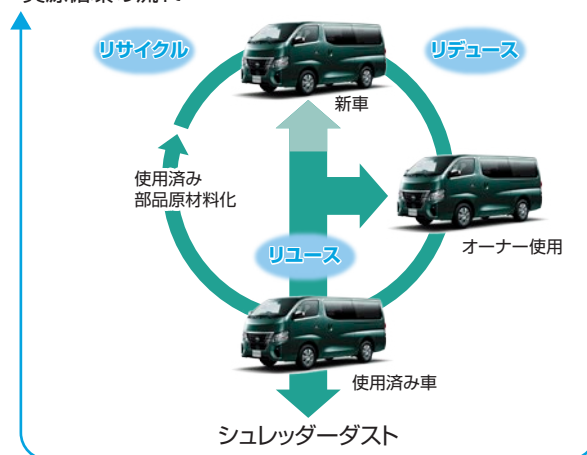 リサイクル
リデュース
新車
使用済み
部品原材料化
オーナー使用
リユース
使用済み車
シュレッダーダスト